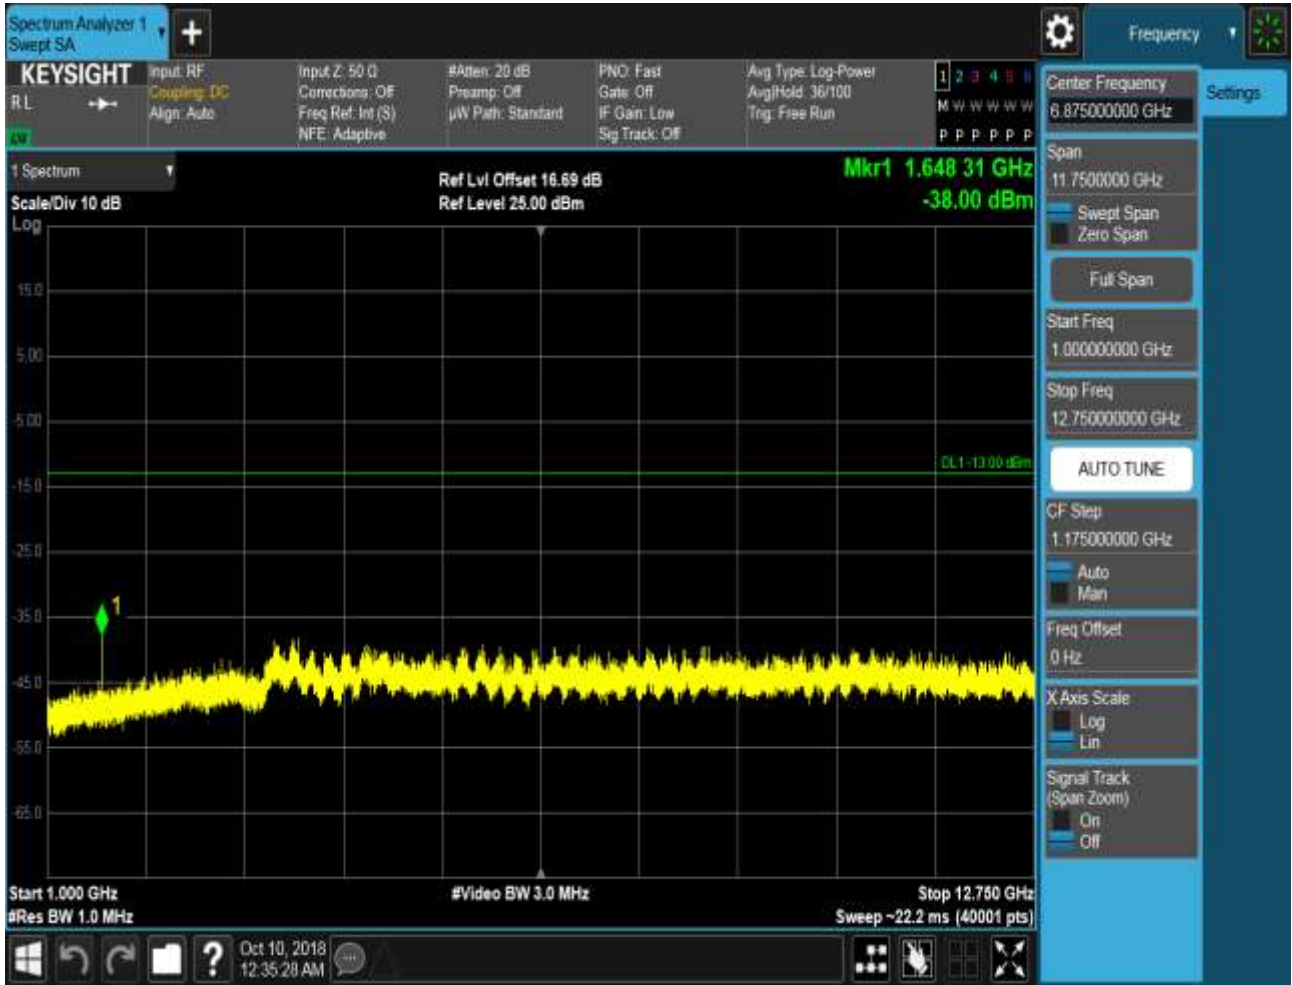 Spectrum Analyzer 1
Swept SA
+
Frequency
KEYSIGHT
R L
Input: RF
Coupling: DC
Align: Auto
Input Z: 50 Ω
Corrections: Off
Freq Ref: Int (S)
NFE: Adaptive
#Atten: 20 dB
Preamp: Off
µW Path: Standard
PNO: Fast
Gate: Off
IF Gain: Low
Sig Track: Off
Avg Type: Log-Power
Avg|Hold: 36/100
Trig: Free Run
1 2 3 4 5 6
M W W W W W
P P P P P P
1 Spectrum
Scale/Div 10 dB
Log
Ref Lvl Offset 16.69 dB
Ref Level 25.00 dBm
Mkr1 1.648 31 GHz
-38.00 dBm
15.0
5.00
-5.00
-15.0
-25.0
-35.0
-45.0
-55.0
-65.0
DL1 -13.00 dBm
1
Start 1.000 GHz
#Res BW 1.0 MHz
#Video BW 3.0 MHz
Stop 12.750 GHz
Sweep ~22.2 ms (40001 pts)
?
Oct 10, 2018
12:35:28 AM
Center Frequency
6.875000000 GHz
Settings
Span
11.7500000 GHz
Swept Span
Zero Span
Full Span
Start Freq
1.000000000 GHz
Stop Freq
12.750000000 GHz
AUTO TUNE
CF Step
1.175000000 GHz
Auto
Man
Freq Offset
0 Hz
X Axis Scale
Log
Lin
Signal Track
(Span Zoom)
On
Off